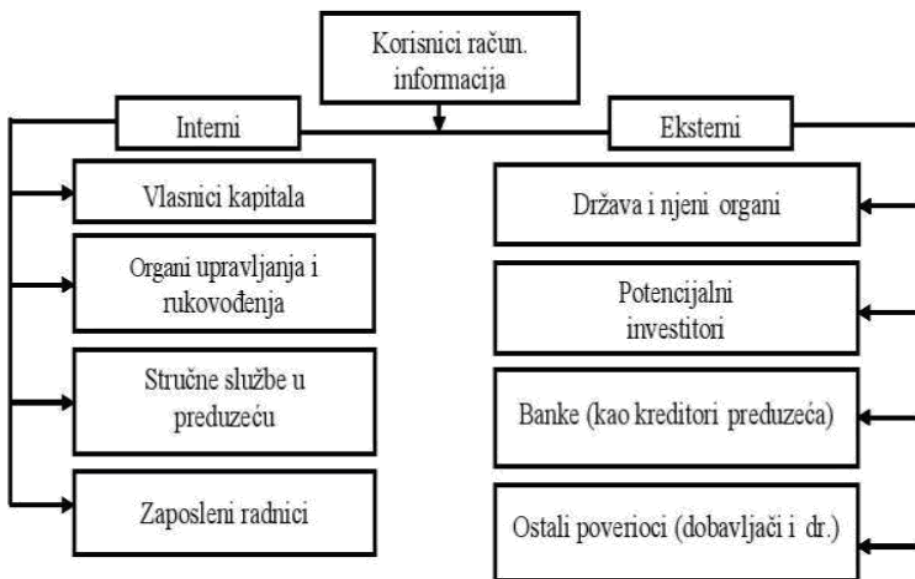 Korisnici račun.
informacija
Interni
Eksterni
Vlasnici kapitala
Organi upravljanja i
rukovođenja
Stručne službe u
preduzeću
Zaposleni radnici
Država i njeni organi
Potencijalni
investitori
Banke (kao kreditori preduzeća)
Ostali poverioci (dobavljači i dr.)